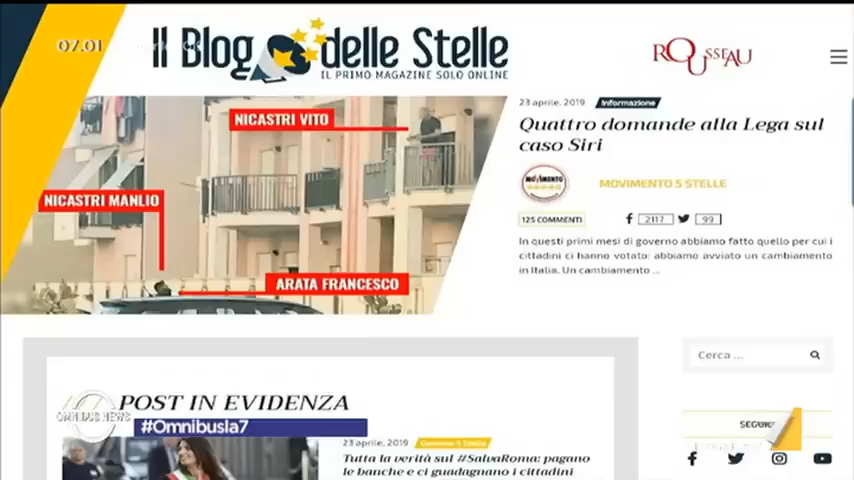 07.01
Il Blog delle Stelle
IL PRIMO MAGAZINE SOLO ONLINE
ROUSSEAU
NICASTRI VITO
NICASTRI MANLIO
ARATA FRANCESCO
23 aprile, 2019 Informazione
Quattro domande alla Lega sul
caso Siri
MOVIMENTO
MOVIMENTO 5 STELLE
125 COMMENTI 2117 99
In questi primi mesi di governo abbiamo fatto quello per cui i
cittadini ci hanno votato: abbiamo avviato un cambiamento
in Italia. Un cambiamento ...
Cerca ...
POST IN EVIDENZA
OMNIBUS NEWS
#Omnibusla7
23 aprile, 2019 Governo 5 Stelle
Tutta la verità sul #SalvaRoma: pagano
le banche e ci guadagnano i cittadini